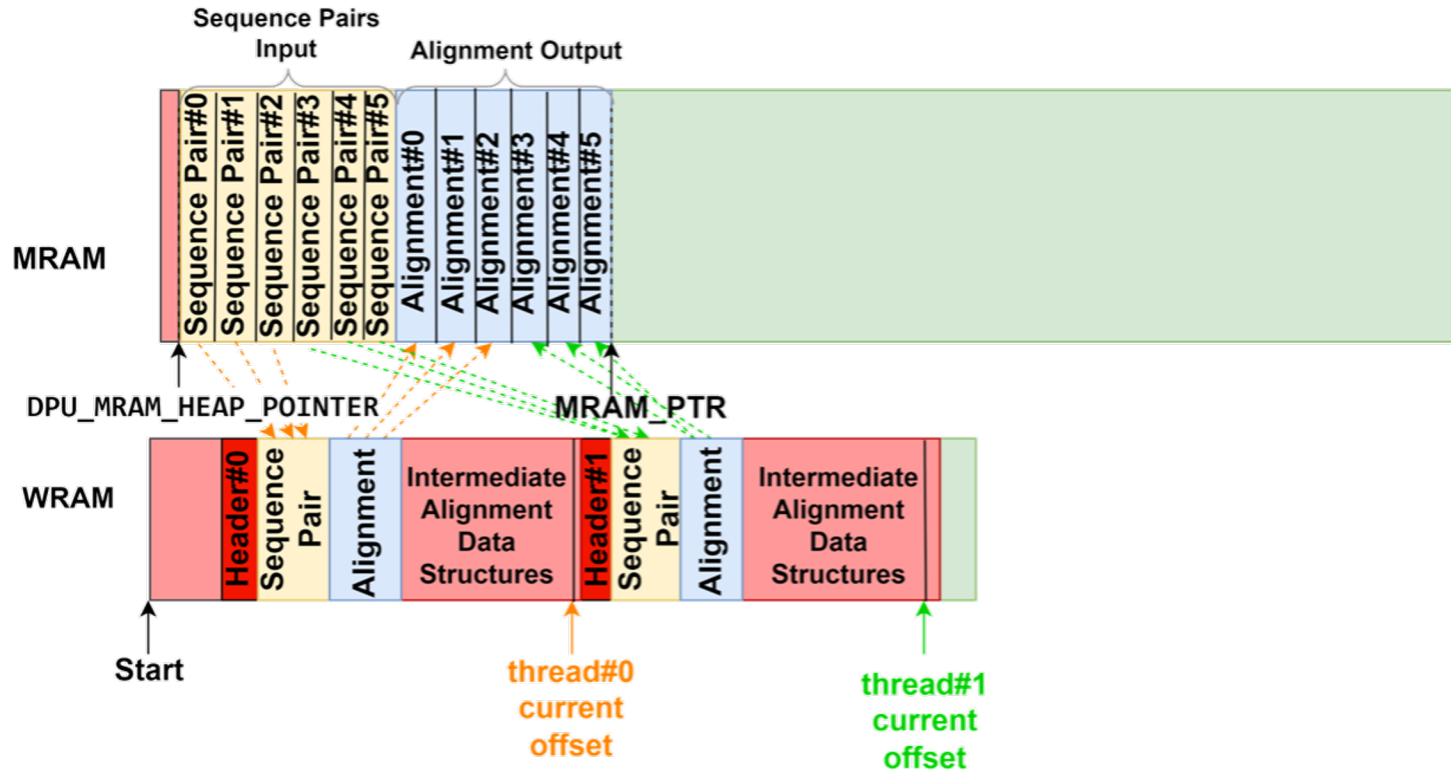 Sequence Pairs
Input
Alignment Output
Sequence Pair#0
Sequence Pair#1
Sequence Pair#2
Sequence Pair#3
Sequence Pair#4
Sequence Pair#5
Alignment#0
Alignment#1
Alignment#2
Alignment#3
Alignment#4
Alignment#5
MRAM
DPU_MRAM_HEAP_POINTER
MRAM_PTR
WRAM
Header#0
Sequence
Pair
Alignment
Intermediate
Alignment
Data
Structures
Header#1
Sequence
Pair
Alignment
Intermediate
Alignment
Data
Structures
Start
thread#0
current
offset
thread#1
current
offset